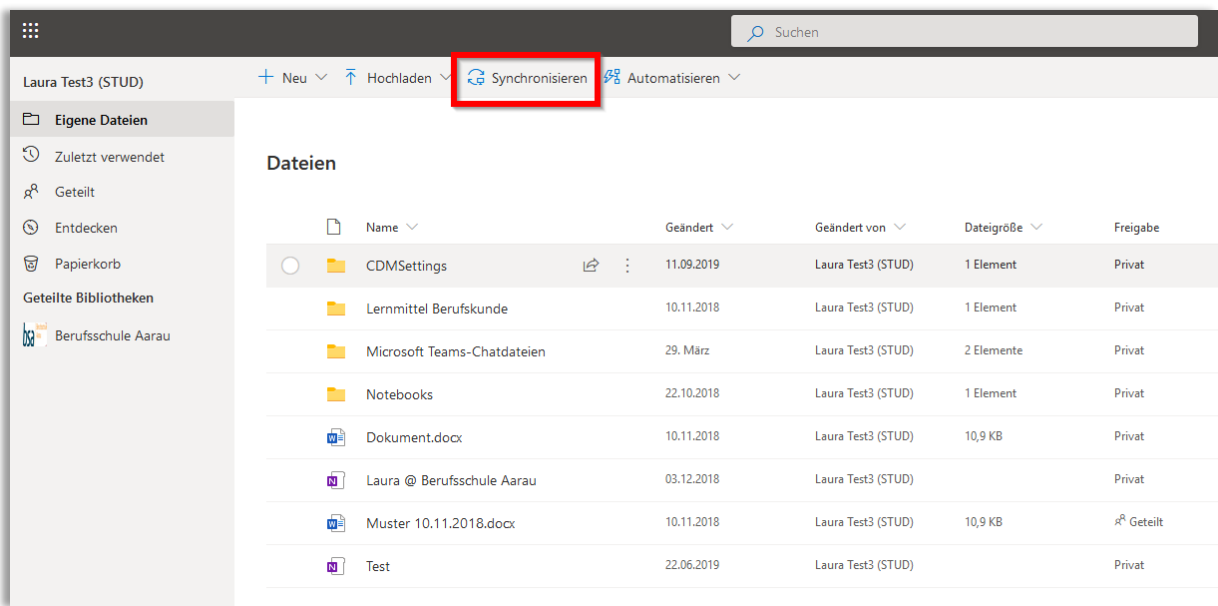 Suchen
Laura Test3 (STUD)
Neu Hochladen Synchronisieren Automatisieren
Eigene Dateien
Zuletzt verwendet
Geteilt
Entdecken
Papierkorb
Geteilte Bibliotheken
bsa Berufsschule Aarau
Dateien
Name Geändert Geändert von Dateigröße Freigabe
CDMSettings 11.09.2019 Laura Test3 (STUD) 1 Element Privat
Lernmittel Berufskunde 10.11.2018 Laura Test3 (STUD) 1 Element Privat
Microsoft Teams-Chatdateien 29. März Laura Test3 (STUD) 2 Elemente Privat
Notebooks 22.10.2018 Laura Test3 (STUD) 1 Element Privat
Dokument.docx 10.11.2018 Laura Test3 (STUD) 10,9 KB Privat
Laura @ Berufsschule Aarau 03.12.2018 Laura Test3 (STUD) Privat
Muster 10.11.2018.docx 10.11.2018 Laura Test3 (STUD) 10,9 KB Geteilt
Test 22.06.2019 Laura Test3 (STUD) Privat